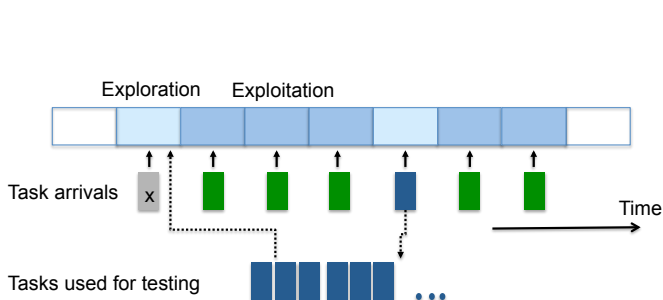 Exploration Exploitation
x
Task arrivals
Time
Tasks used for testing